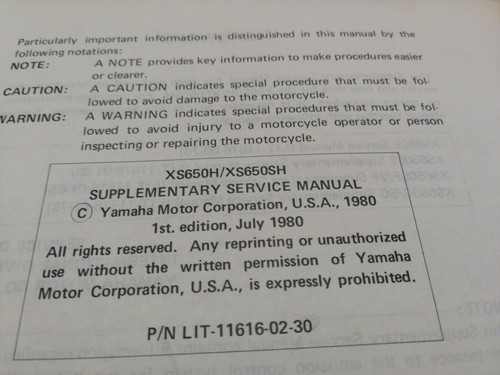 Particularly important information is distinguished in this manual by the
following notations:
NOTE: A NOTE provides key information to make procedures easier
or clearer.
CAUTION: A CAUTION indicates special procedure that must be fol-
lowed to avoid damage to the motorcycle.
WARNING: A WARNING indicates special procedures that must be fol-
lowed to avoid injury to a motorcycle operator or person
inspecting or repairing the motorcycle.
XS650H/XS650SH
SUPPLEMENTARY SERVICE MANUAL
© Yamaha Motor Corporation, U.S.A., 1980
1st. edition, July 1980
All rights reserved. Any reprinting or unauthorized
use without the written permission of Yamaha
Motor Corporation, U.S.A., is expressly prohibited.
P/N LIT-11616-02-30